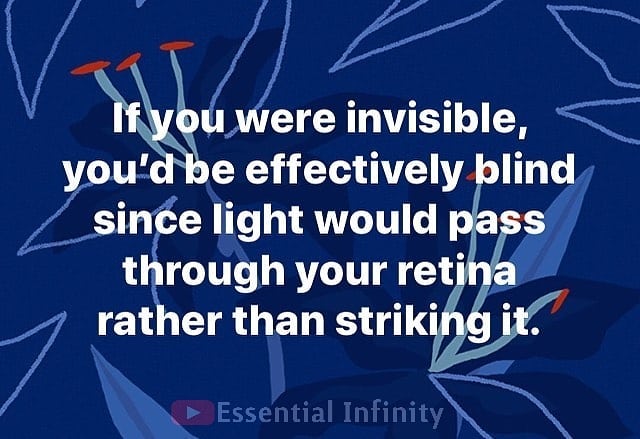 If you were invisible,
you’d be effectively blind
since light would pass
through your retina
rather than striking it.
Essential Infinity